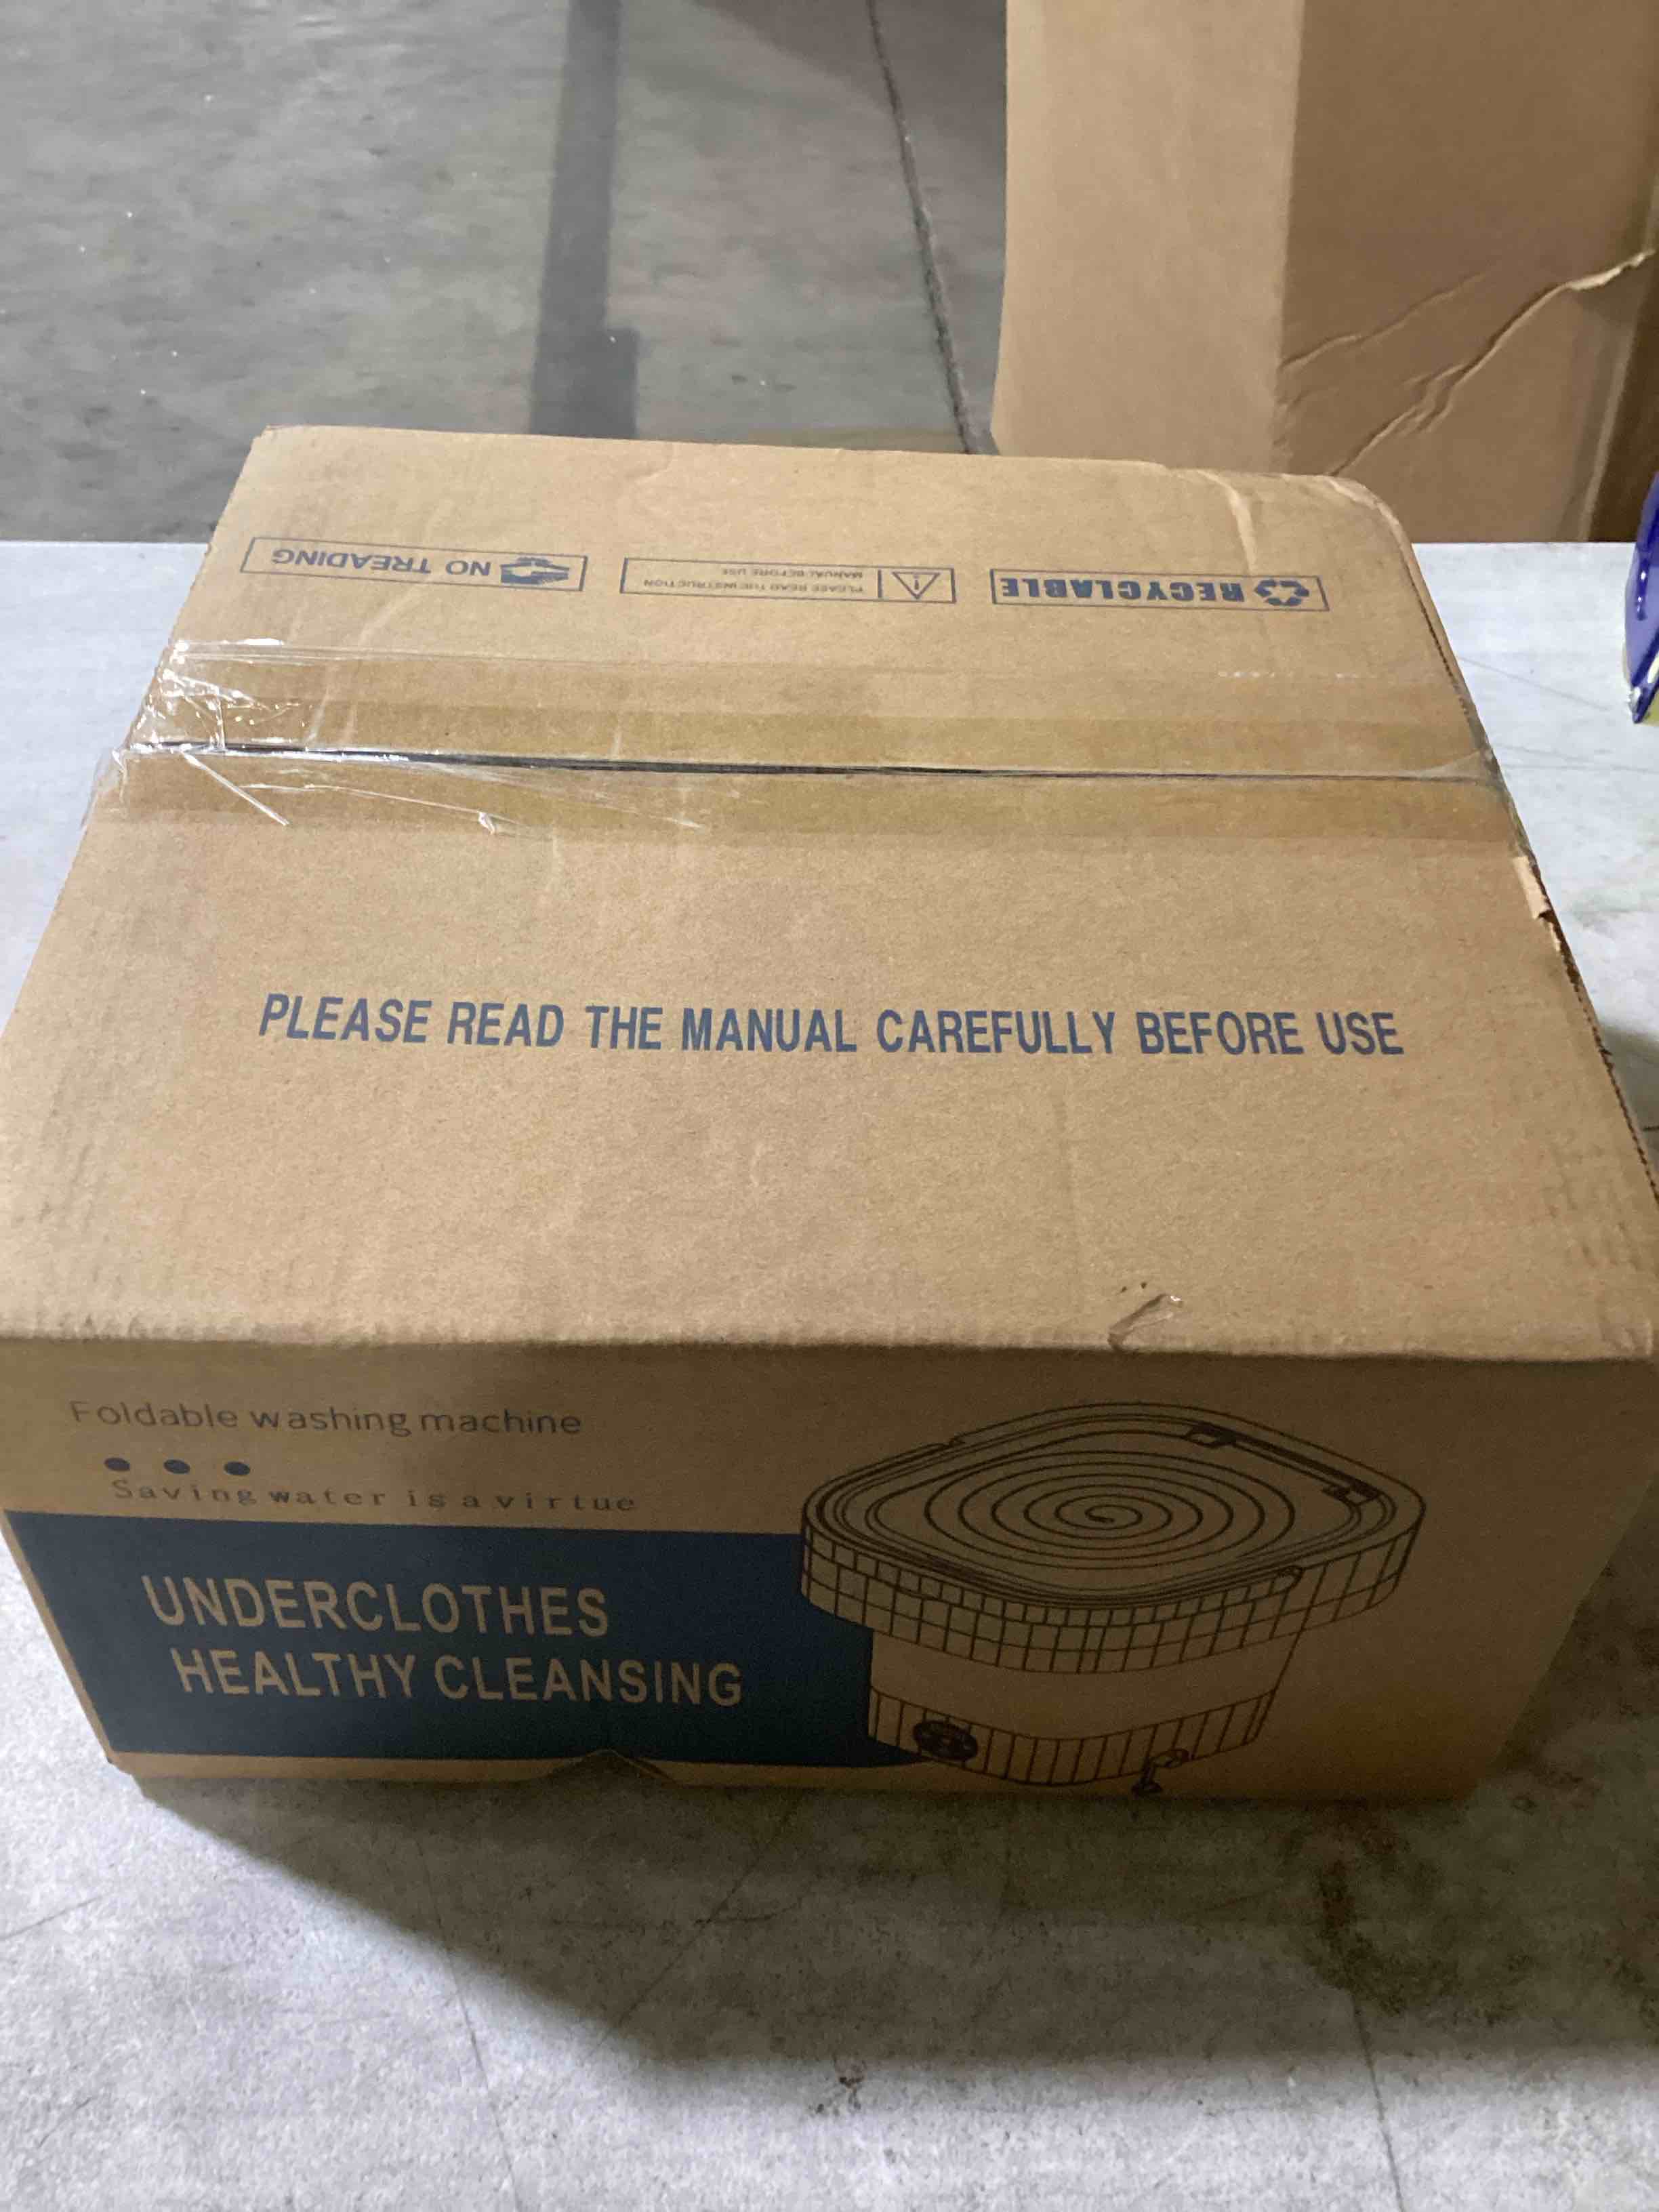 NO TREADING
PLEASE READ THE INSTRUCTION
MANUAL BEFORE USE
RECYCLABLE
PLEASE READ THE MANUAL CAREFULLY BEFORE USE
Foldable washing machine
Saving water is a virtue
UNDERCLOTHES
HEALTHY CLEANSING